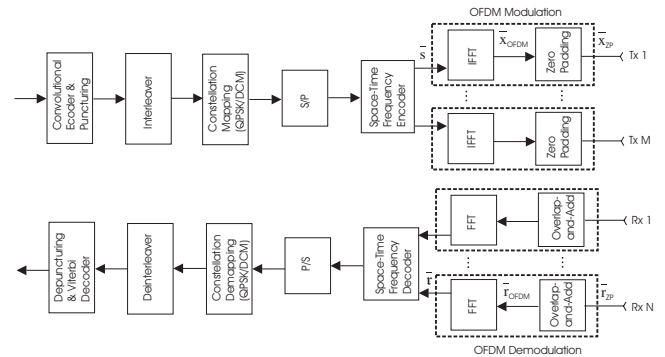 OFDM Modulation
Convolutional
Ecoder &
Puncturing
Interleaver
Constellation
Mapping
(QPSK/DCM)
S/P
Space-Time
Frequency
Encoder
s̅
IFFT
x̅OFDM
Zero
Padding
x̅ZP
Tx 1
IFFT
Zero
Padding
Tx M
Depuncturing
& Viterbi
Decoder
Deinterleaver
Constellation
Demapping
(QPSK/DCM)
P/S
Space-Time
Frequency
Decoder
FFT
Overlap-
and-Add
Rx 1
r̅
FFT
r̅OFDM
Overlap-
and-Add
r̅ZP
Rx N
OFDM Demodulation